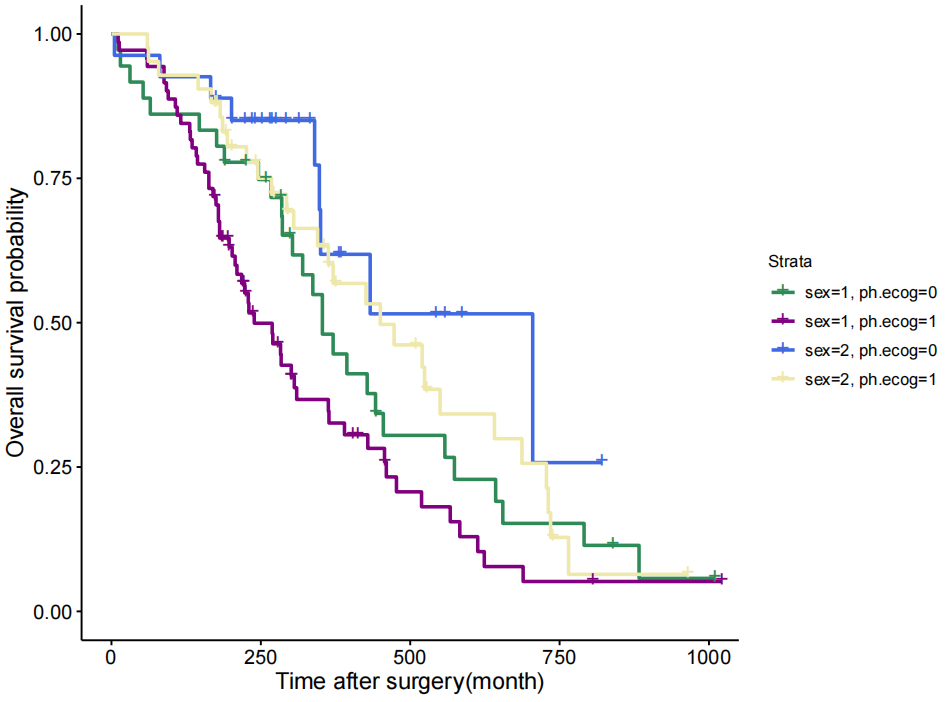 Overall survival probability
1.00
0.75
0.50
0.25
0.00
0
250
500
750
1000
Time after surgery(month)
Strata
sex=1, ph.ecog=0
sex=1, ph.ecog=1
sex=2, ph.ecog=0
sex=2, ph.ecog=1